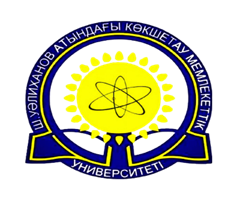 Ш.УӘЛИХАНОВ АТЫНДАҒЫ КӨКШЕТАУ МЕМЛЕКЕТТІК
УНИВЕРСИТЕТІ